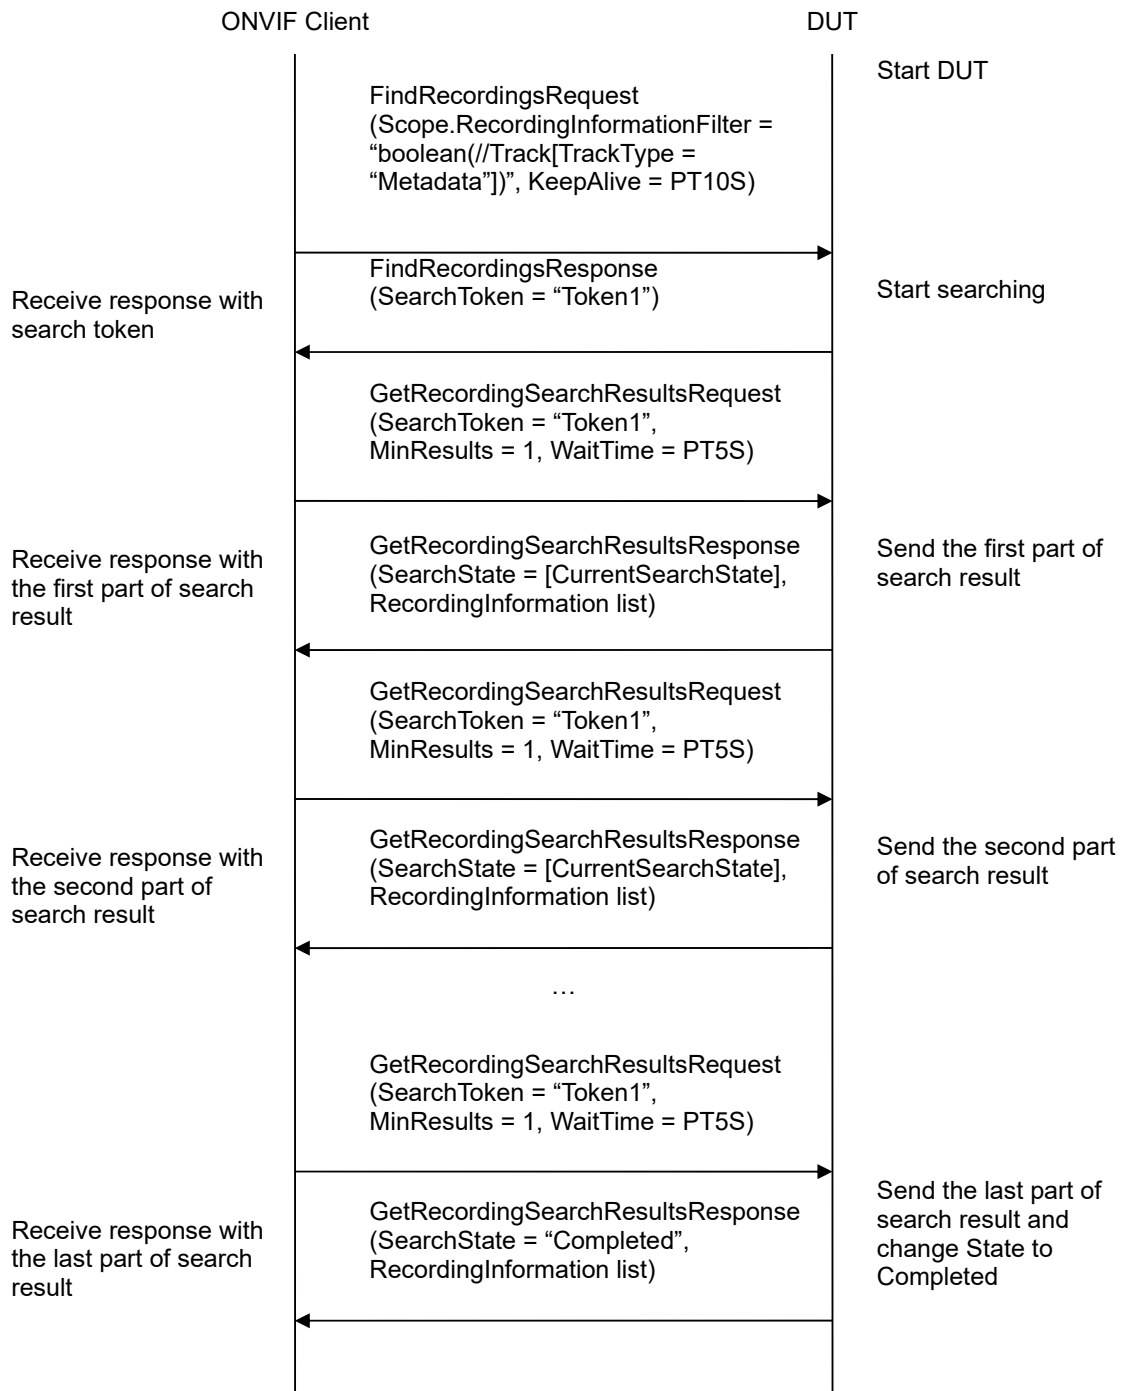 ONVIF Client
DUT
Start DUT
FindRecordingsRequest
(Scope.RecordingInformationFilter =
“boolean(//Track[TrackType =
“Metadata”])”, KeepAlive = PT10S)
FindRecordingsResponse
(SearchToken = “Token1”)
Start searching
Receive response with
search token
GetRecordingSearchResultsRequest
(SearchToken = “Token1”,
MinResults = 1, WaitTime = PT5S)
GetRecordingSearchResultsResponse
(SearchState = [CurrentSearchState],
RecordingInformation list)
Send the first part of
search result
Receive response with
the first part of search
result
GetRecordingSearchResultsRequest
(SearchToken = “Token1”,
MinResults = 1, WaitTime = PT5S)
GetRecordingSearchResultsResponse
(SearchState = [CurrentSearchState],
RecordingInformation list)
Send the second part
of search result
Receive response with
the second part of
search result
…
GetRecordingSearchResultsRequest
(SearchToken = “Token1”,
MinResults = 1, WaitTime = PT5S)
Send the last part of
search result and
change State to
Completed
GetRecordingSearchResultsResponse
(SearchState = “Completed”,
RecordingInformation list)
Receive response with
the last part of search
result